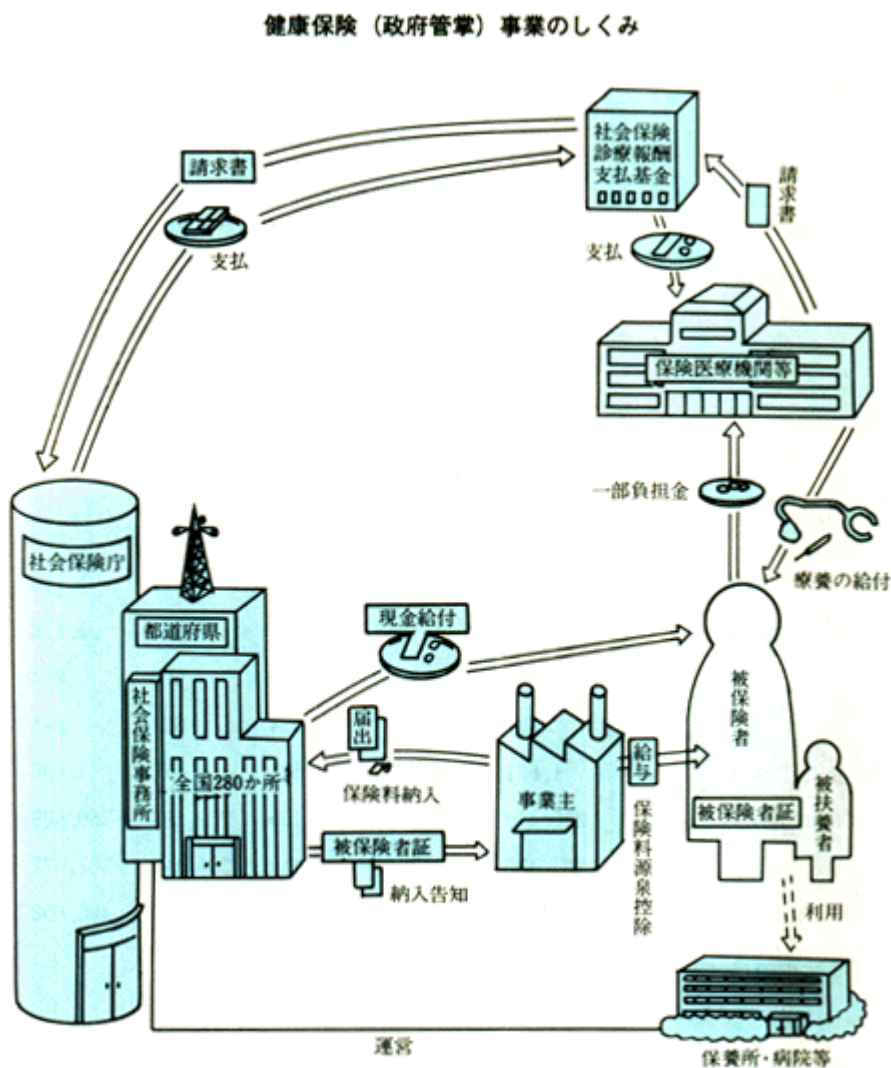 健康保険（政府管掌）事業のしくみ
社会保険
診療報酬
支払基金
請求書
支払
請求書
支払
保険医療機関等
一部負担金
療養の給付
社会保険庁
都道府県
社会保険事務所
全国280か所
現金給付
届出
保険料納入
被保険者証
納入告知
事業主
給与
保険料源泉控除
被保険者
被保険者証
被扶養者
利用
運営
保養所・病院等